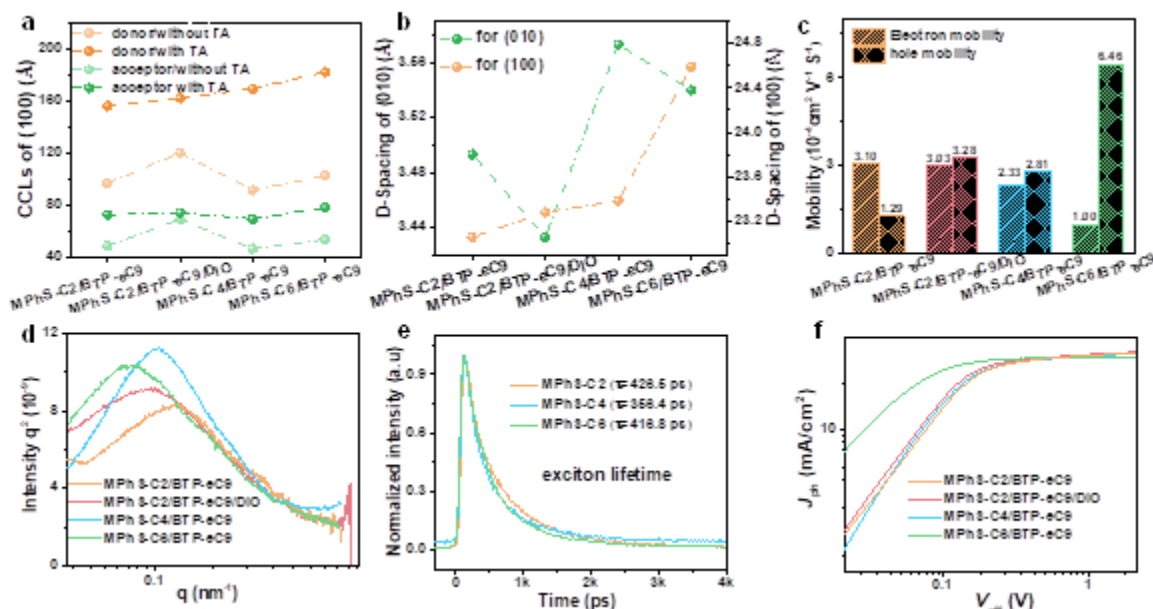 a
donor/without TA
donor/with TA
acceptor/without TA
acceptor with TA
CCLs of (100) (Å)
200
160
120
80
40
MPhS-C2/BTP-eC9
MPhS-C2/BTP-eC9/DIO
MPhS-C4/BTP-eC9
MPhS-C6/BTP-eC9
b
for (010)
for (100)
D-Spacing of (010) (Å)
3.56
3.52
3.48
3.44
D-Spacing of (100) (Å)
24.8
24.4
24.0
23.6
23.2
MPhS-C2/BTP-eC9
MPhS-C2/BTP-eC9/DIO
MPhS-C4/BTP-eC9
MPhS-C6/BTP-eC9
c
Electron mobility
hole mobility
Mobility (10⁻⁴cm² V⁻¹ S⁻¹)
6
3
0
3.10
1.29
3.03
3.28
2.33
2.81
1.00
6.46
MPhS-C2/BTP-eC9
MPhS-C2/BTP-eC9/DIO
MPhS-C4/BTP-eC9
MPhS-C6/BTP-eC9
d
Intensity q² (10⁻⁹)
12
8
4
0
MPhS-C2/BTP-eC9
MPhS-C2/BTP-eC9/DIO
MPhS-C4/BTP-eC9
MPhS-C6/BTP-eC9
0.1
q (nm⁻¹)
e
Normalized intensity (a.u)
0.9
0.6
0.3
0.0
MPhS-C2 (τ=426.5 ps)
MPhS-C4 (τ=356.4 ps)
MPhS-C6 (τ=416.8 ps)
exciton lifetime
0
1k
2k
3k
4k
Time (ps)
f
Jph (mA/cm²)
10
MPhS-C2/BTP-eC9
MPhS-C2/BTP-eC9/DIO
MPhS-C4/BTP-eC9
MPhS-C6/BTP-eC9
0.1
1
(V)